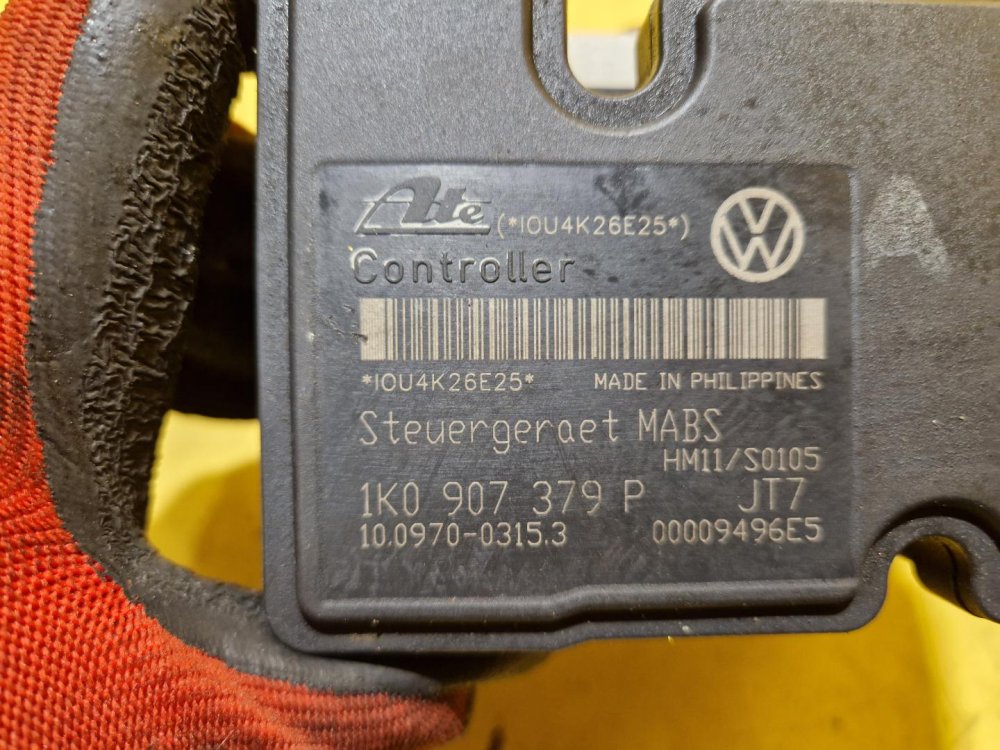 Ate (*IOU4K26E25*)
VW
Controller
*IOU4K26E25* MADE IN PHILIPPINES
Steuergeraet MABS
HM11/S0105
1K0 907 379 P JT7
10.0970-0315.3 00009496E5